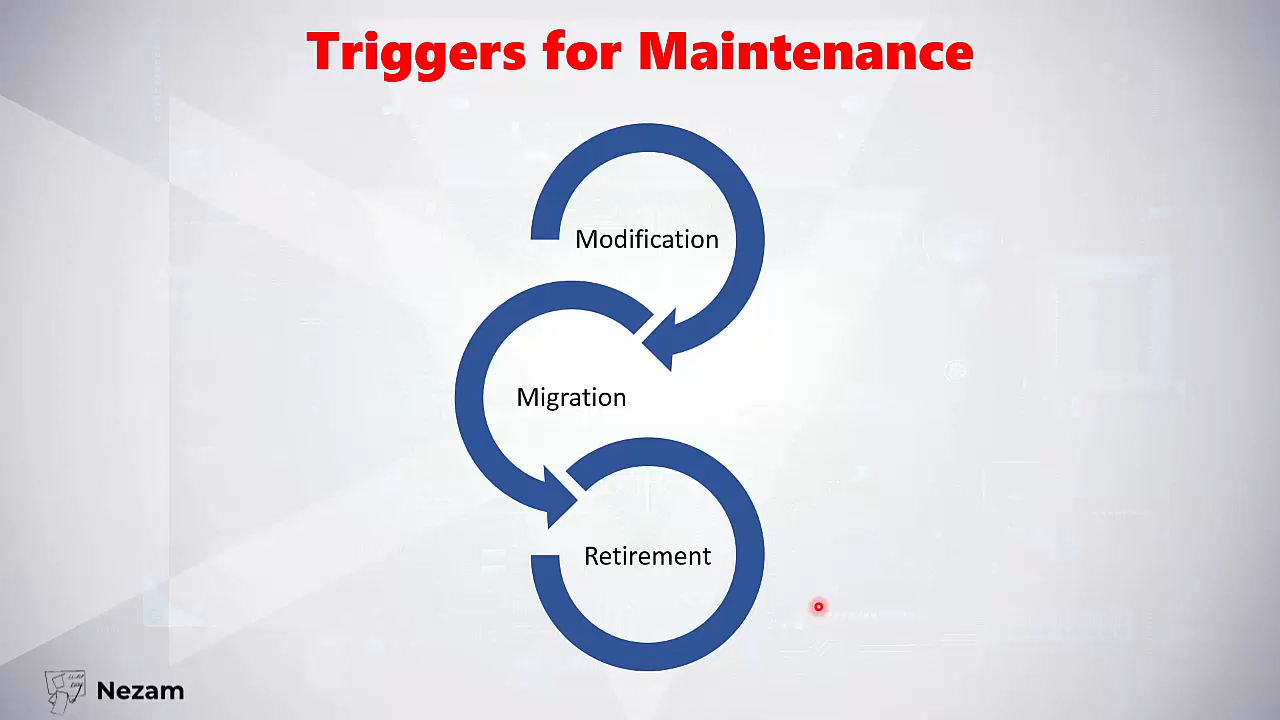 Triggers for Maintenance
Modification
Migration
Retirement
Nezam